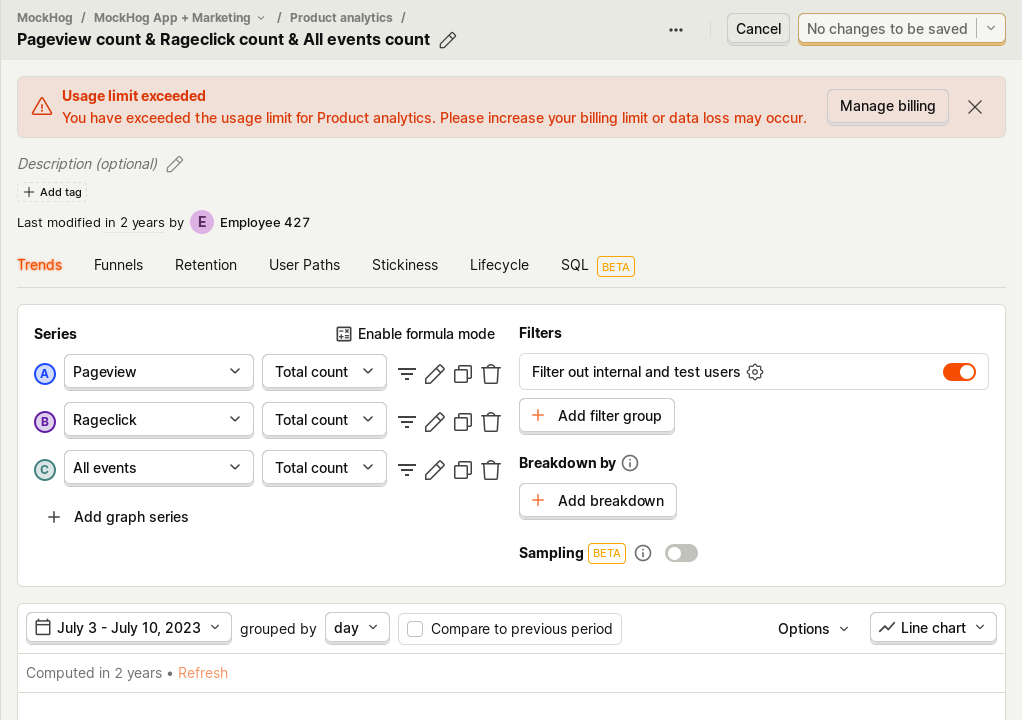 MockHog / MockHog App + Marketing / Product analytics /
Pageview count & Rageclick count & All events count
Cancel
No changes to be saved
Usage limit exceeded
You have exceeded the usage limit for Product analytics. Please increase your billing limit or data loss may occur.
Manage billing
Description (optional)
Add tag
Last modified in 2 years by E Employee 427
Trends Funnels Retention User Paths Stickiness Lifecycle SQL BETA
Series
Enable formula mode
A Pageview Total count
B Rageclick Total count
C All events Total count
Add graph series
Filters
Filter out internal and test users
Add filter group
Breakdown by
Add breakdown
Sampling BETA
July 3 - July 10, 2023 grouped by day Compare to previous period Options Line chart
Computed in 2 years • Refresh